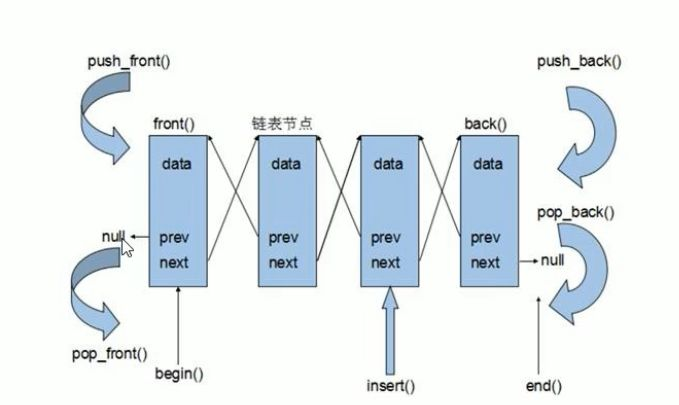 push_front()
push_back()
front()
链表节点
back()
data
data
data
data
pop_back()
null
prev
prev
prev
prev
next
next
next
next
null
pop_front()
begin()
insert()
end()